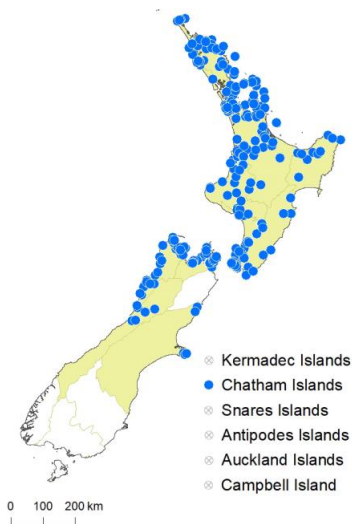 Kermadec Islands
Chatham Islands
Snares Islands
Antipodes Islands
Auckland Islands
Campbell Island
0 100 200 km